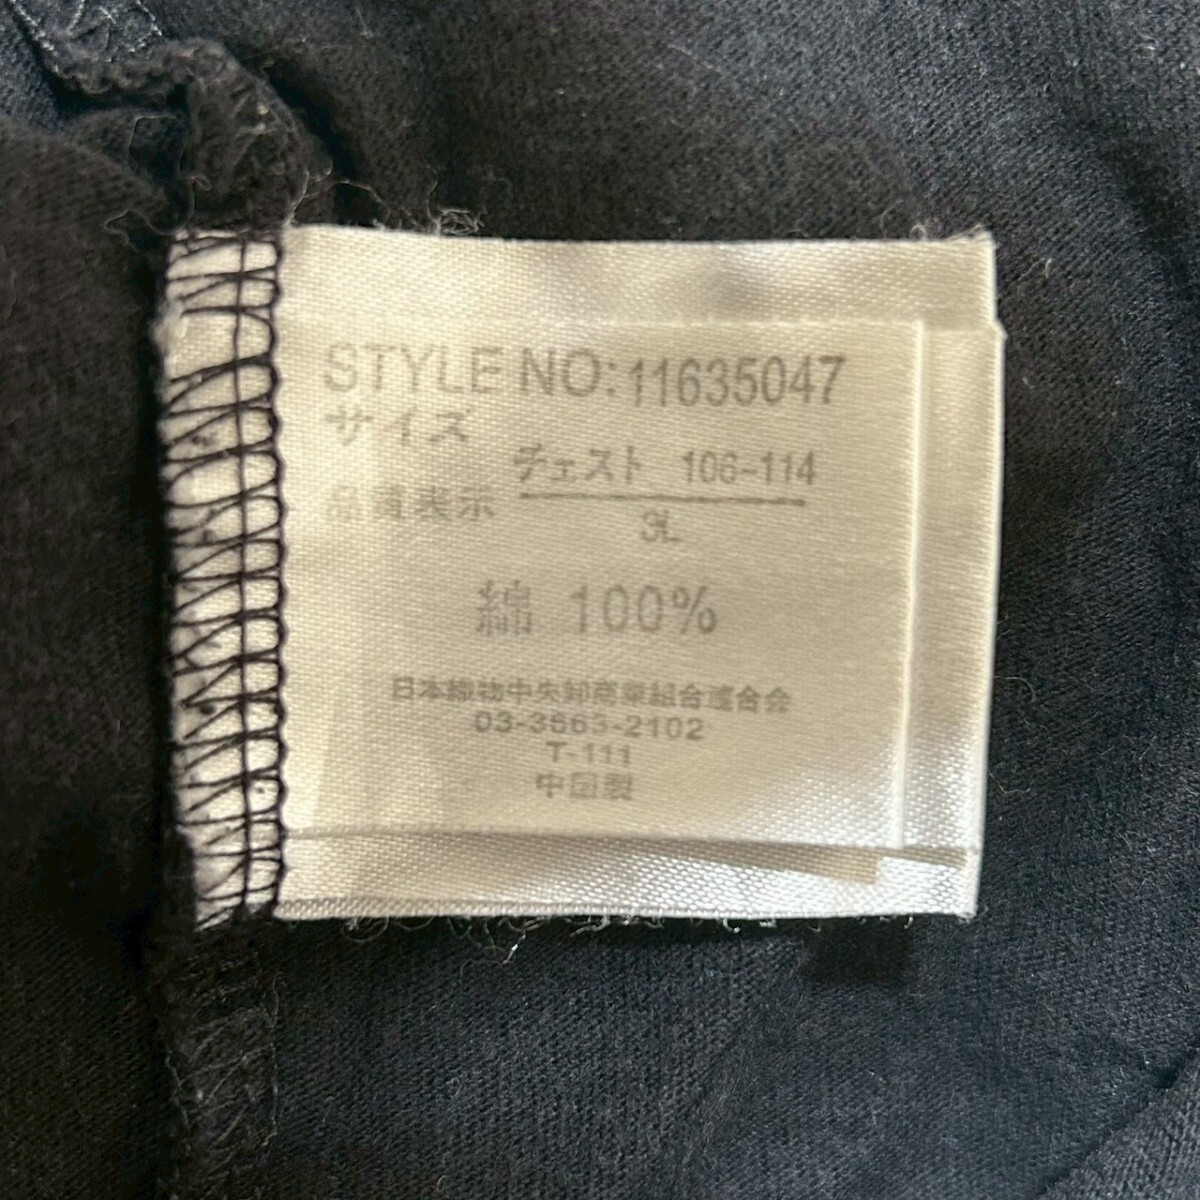 STYLE NO:11635047
サイズ
チェスト 106-114
品質表示
3L
綿 100%
日本織物中央卸商業組合連合会
03-3663-2102
T-111
中国製